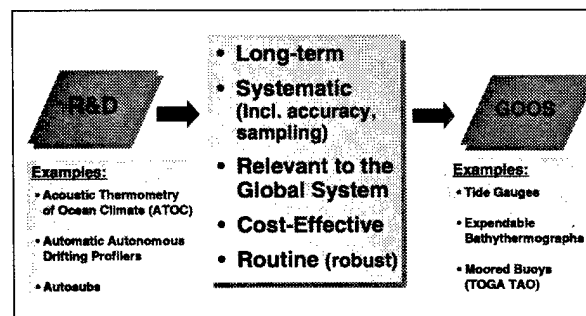 R&D
Examples:
• Acoustic Thermometry
of Ocean Climate (ATOC)
• Automatic Autonomous
Drifting Profilers
• Autosubs
• Long-term
• Systematic
(Incl. accuracy,
sampling)
• Relevant to the
Global System
• Cost-Effective
• Routine (robust)
GOOS
Examples:
• Tide Gauges
• Expendable
Bathythermographs
• Moored Buoys
(TOGA TAO)